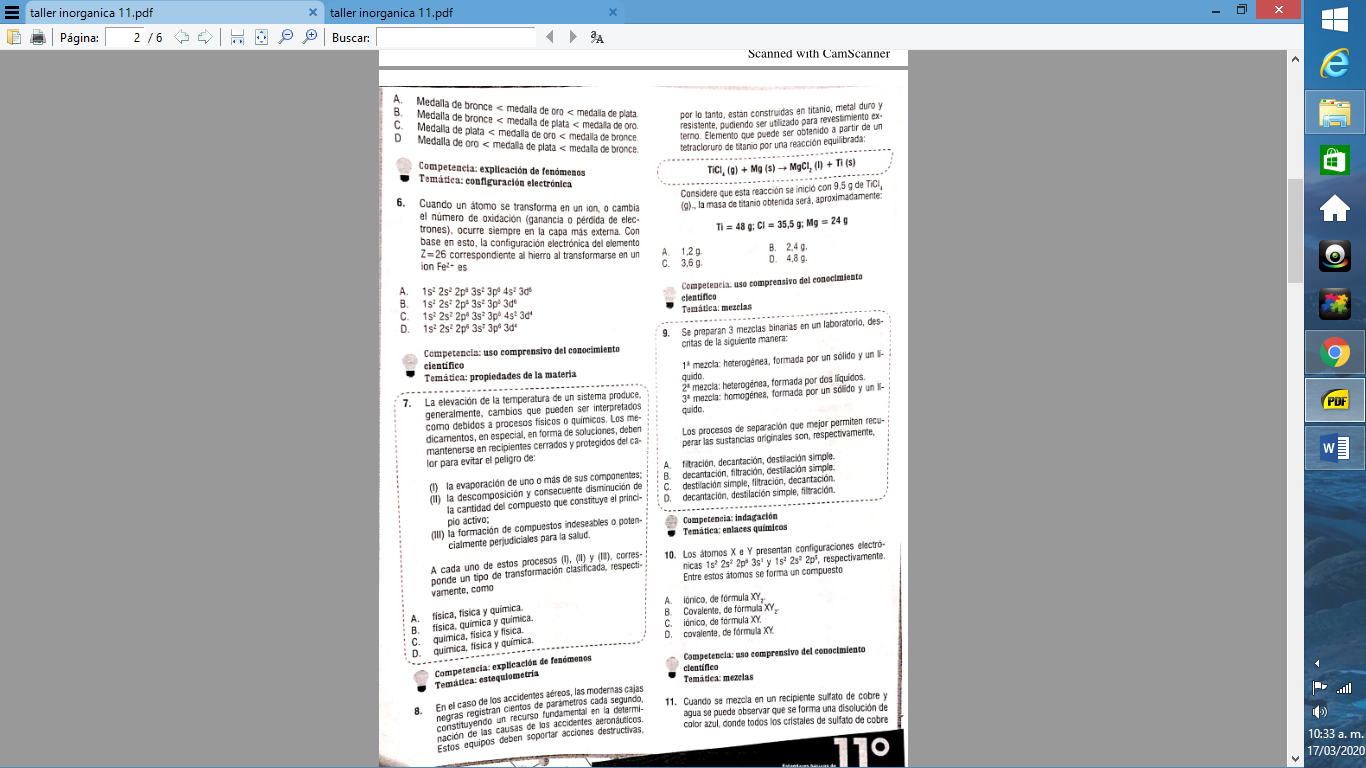 taller inorganica 11.pdf
taller inorganica 11.pdf
Página: 2 / 6
Buscar:
Scanned with CamScanner
A. Medalla de bronce < medalla de oro < medalla de plata.
B. Medalla de bronce < medalla de plata < medalla de oro.
C. Medalla de plata < medalla de oro < medalla de bronce.
D Medalla de oro < medalla de plata < medalla de bronce.
Competencia: explicación de fenómenos
Temática: configuración electrónica
6. Cuando un átomo se transforma en un ion, o cambia
el número de oxidación (ganancia o pérdida de elec-
trones), ocurre siempre en la capa más externa. Con
base en esto, la configuración electrónica del elemento
Z=26 correspondiente al hierro al transformarse en un
ion Fe²⁺ es
A. 1s² 2s² 2p⁶ 3s² 3p⁶ 4s² 3d⁶
B. 1s² 2s² 2p⁶ 3s² 3p⁶ 3d⁶
C. 1s² 2s² 2p⁶ 3s² 3p⁶ 4s² 3d⁴
D. 1s² 2s² 2p⁶ 3s² 3p⁶ 3d⁴
Competencia: uso comprensivo del conocimiento
científico
Temática: propiedades de la materia
7. La elevación de la temperatura de un sistema produce,
generalmente, cambios que pueden ser interpretados
como debidos a procesos físicos o químicos. Los me-
dicamentos, en especial, en forma de soluciones, deben
mantenerse en recipientes cerrados y protegidos del ca-
lor para evitar el peligro de:
(I) la evaporación de uno o más de sus componentes;
(II) la descomposición y consecuente disminución de
la cantidad del compuesto que constituye el princi-
pio activo;
(III) la formación de compuestos indeseables o poten-
cialmente perjudiciales para la salud.
A cada uno de estos procesos (I), (II) y (III), corres-
ponde un tipo de transformación clasificada, respecti-
vamente, como
A. física, física y química.
B. física, química y química.
C. química, física y física.
D. química, física y química.
Competencia: explicación de fenómenos
Temática: estequiometría
8. En el caso de los accidentes aéreos, las modernas cajas
negras registran cientos de parámetros cada segundo,
constituyendo un recurso fundamental en la determi-
nación de las causas de los accidentes aeronáuticos.
Estos equipos deben soportar acciones destructivas,
por lo tanto, están construidas en titanio, metal duro y
resistente, pudiendo ser utilizado para revestimiento ex-
terno. Elemento que puede ser obtenido a partir de un
tetracloruro de titanio por una reacción equilibrada:
TiCl₄ (g) + Mg (s) → MgCl₂ (l) + Ti (s)
Considere que esta reacción se inició con 9,5 g de TiCl₄
(g)., la masa de titanio obtenida será, aproximadamente:
Ti = 48 g; Cl = 35,5 g; Mg = 24 g
A. 1,2 g. B. 2,4 g.
C. 3,6 g. D. 4,8 g.
Competencia: uso comprensivo del conocimiento
científico
Temática: mezclas
9. Se preparan 3 mezclas binarias en un laboratorio, des-
critas de la siguiente manera:
1ª mezcla: heterogénea, formada por un sólido y un lí-
quido.
2ª mezcla: heterogénea, formada por dos líquidos.
3ª mezcla: homogénea, formada por un sólido y un lí-
quido.
Los procesos de separación que mejor permiten recu-
perar las sustancias originales son, respectivamente,
A. filtración, decantación, destilación simple.
B. decantación, filtración, destilación simple.
C. destilación simple, filtración, decantación.
D. decantación, destilación simple, filtración.
Competencia: indagación
Temática: enlaces químicos
10. Los átomos X e Y presentan configuraciones electró-
nicas 1s² 2s² 2p⁶ 3s¹ y 1s² 2s² 2p⁵, respectivamente.
Entre estos átomos se forma un compuesto
A. iónico, de fórmula XY₂.
B. Covalente, de fórmula XY₂.
C. iónico, de fórmula XY.
D. covalente, de fórmula XY.
Competencia: uso comprensivo del conocimiento
científico
Temática: mezclas
11. Cuando se mezcla en un recipiente sulfato de cobre y
agua se puede observar que se forma una disolución de
color azul, donde todos los cristales de sulfato de cobre
11º
PDF
10:33 a. m.
17/03/2020